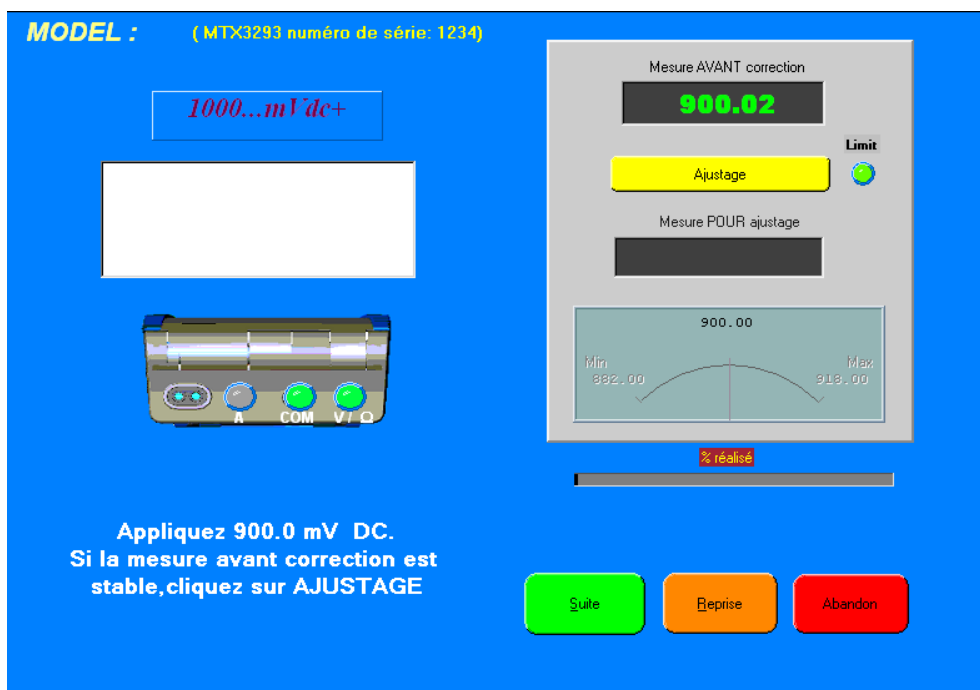 MODEL :
( MTX3293 numéro de série: 1234)
1000...mVdc+
Mesure AVANT correction
900.02
Limit
Ajustage
Mesure POUR ajustage
900.00
Min
882.00
Max
918.00
A
COM
V / Ω
% réalisé
Appliquez 900.0 mV DC.
Si la mesure avant correction est
stable,cliquez sur AJUSTAGE
Suite
Reprise
Abandon